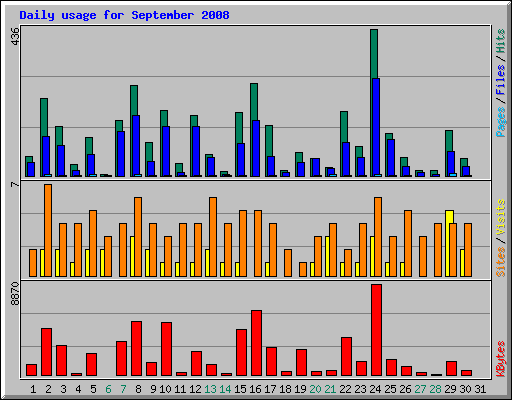 Daily usage for September 2008
436
7
8870
Pages / Files / Hits
Sites / Visits
KBytes
1 2 3 4 5 6 7 8 9 10 11 12 13 14 15 16 17 18 19 20 21 22 23 24 25 26 27 28 29 30 31